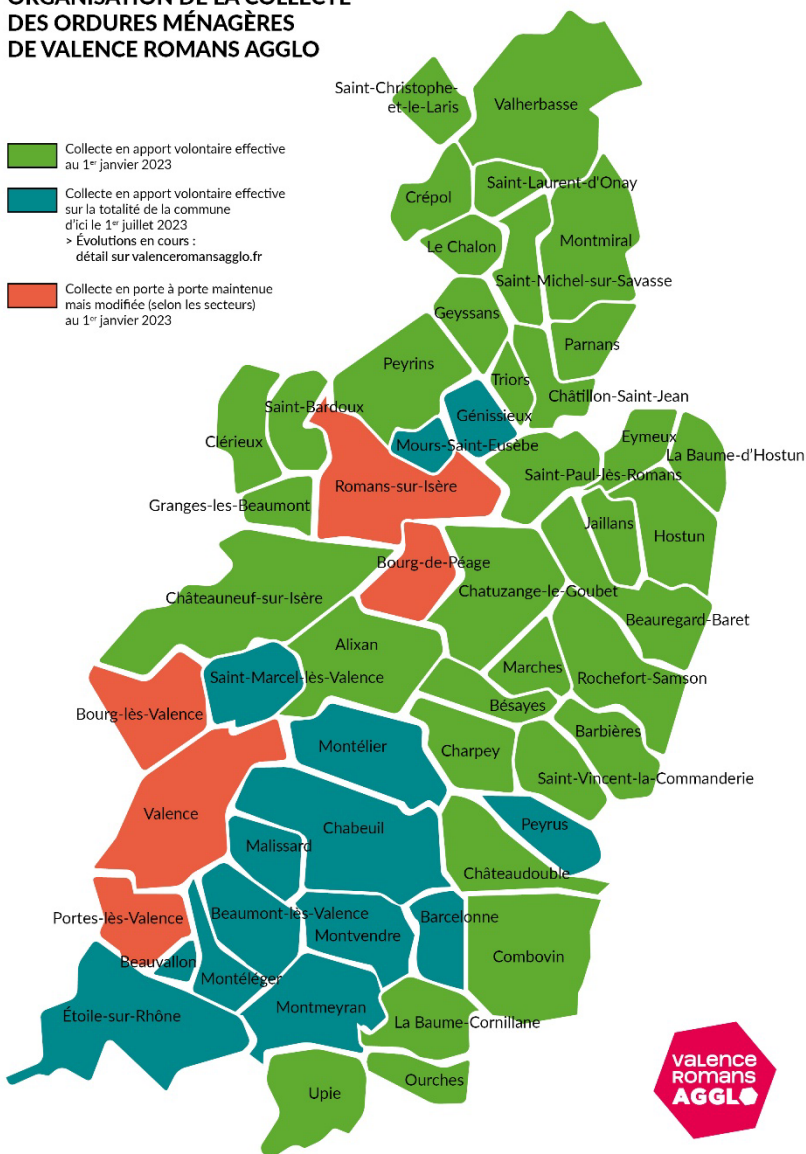 ORGANISATION DE LA COLLECTE
DES ORDURES MÉNAGÈRES
DE VALENCE ROMANS AGGLO
Collecte en apport volontaire effective
au 1er janvier 2023
Collecte en apport volontaire effective
sur la totalité de la commune
d'ici le 1er juillet 2023
> Évolutions en cours :
détail sur valenceromansagglo.fr
Collecte en porte à porte maintenue
mais modifiée (selon les secteurs)
au 1er janvier 2023
Saint-Christophe-
et-le-Laris
Valherbasse
Crépol
Saint-Laurent-d'Onay
Le Chalon
Montmiral
Saint-Michel-sur-Savasse
Geyssans
Parnans
Peyrins
Triors
Châtillon-Saint-Jean
Saint-Bardoux
Génissieux
Clérieux
Mours-Saint-Eusèbe
Eymeux
La Baume-d'Hostun
Saint-Paul-lès-Romans
Romans-sur-Isère
Granges-les-Beaumont
Jaillans
Hostun
Bourg-de-Péage
Chatuzange-le-Goubet
Châteauneuf-sur-Isère
Beauregard-Baret
Alixan
Marches
Saint-Marcel-lès-Valence
Rochefort-Samson
Bésayes
Bourg-lès-Valence
Barbières
Montélier
Charpey
Saint-Vincent-la-Commanderie
Valence
Chabeuil
Peyrus
Malissard
Châteaudouble
Portes-lès-Valence
Beaumont-lès-Valence
Barcelonne
Montvendre
Combovin
Beauvallon
Montéléger
Étoile-sur-Rhône
Montmeyran
La Baume-Cornillane
Ourches
Upie
valence
ROMANS
AGGLO